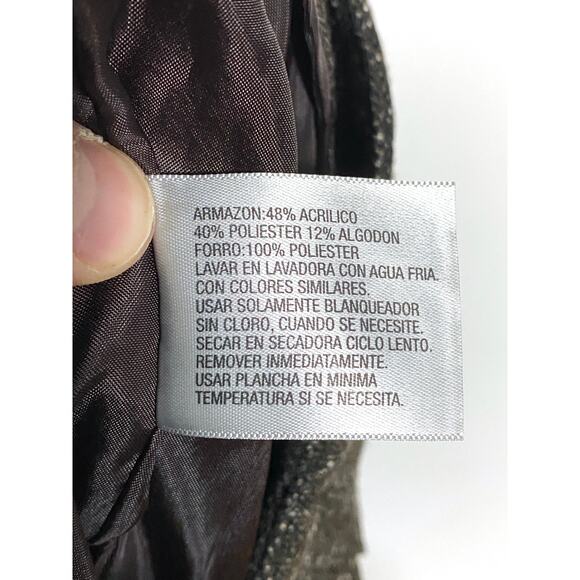 ARMAZON:48% ACRILICO
40% POLIESTER 12% ALGODON
FORRO:100% POLIESTER
LAVAR EN LAVADORA CON AGUA FRIA.
CON COLORES SIMILARES.
USAR SOLAMENTE BLANQUEADOR
SIN CLORO, CUANDO SE NECESITE.
SECAR EN SECADORA CICLO LENTO.
REMOVER INMEDIATAMENTE.
USAR PLANCHA EN MINIMA
TEMPERATURA SI SE NECESITA.